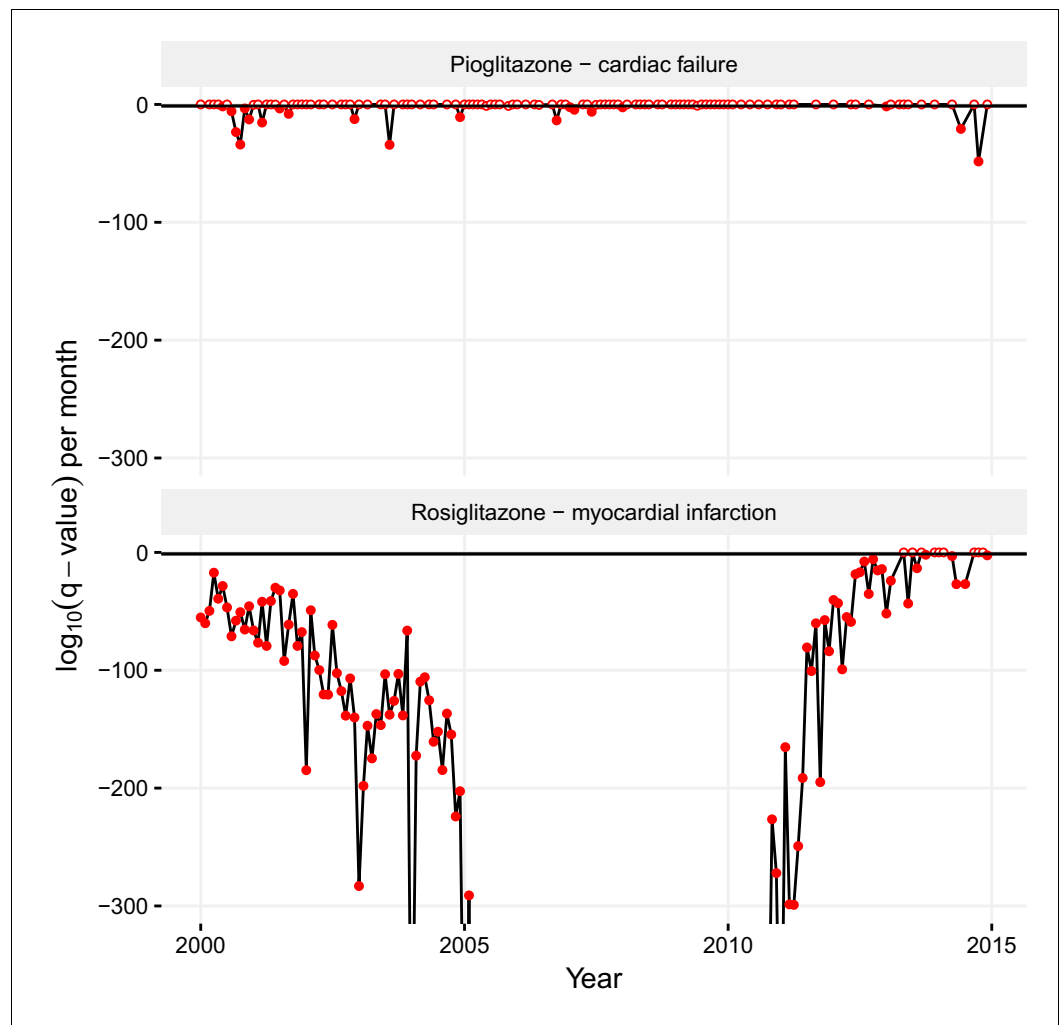 Pioglitazone − cardiac failure
0
−100
−200
−300
log₁₀(q − value) per month
Rosiglitazone − myocardial infarction
0
−100
−200
−300
2000 2005 2010 2015
Year